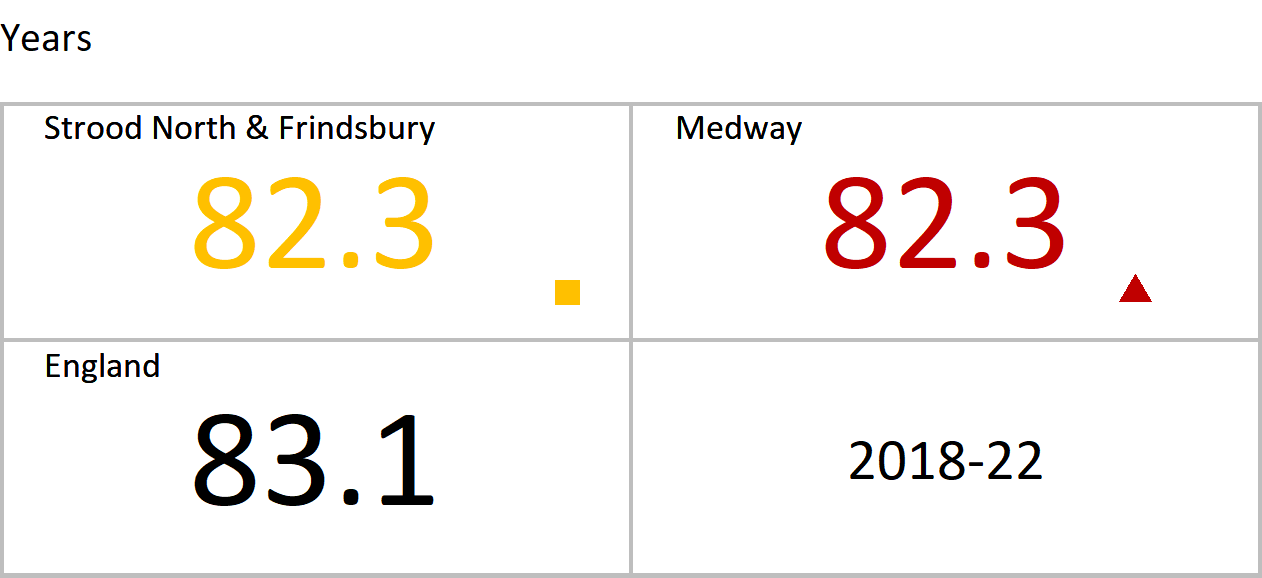 Years
Strood North & Frindsbury
82.3
Medway
82.3
England
83.1
2018-22